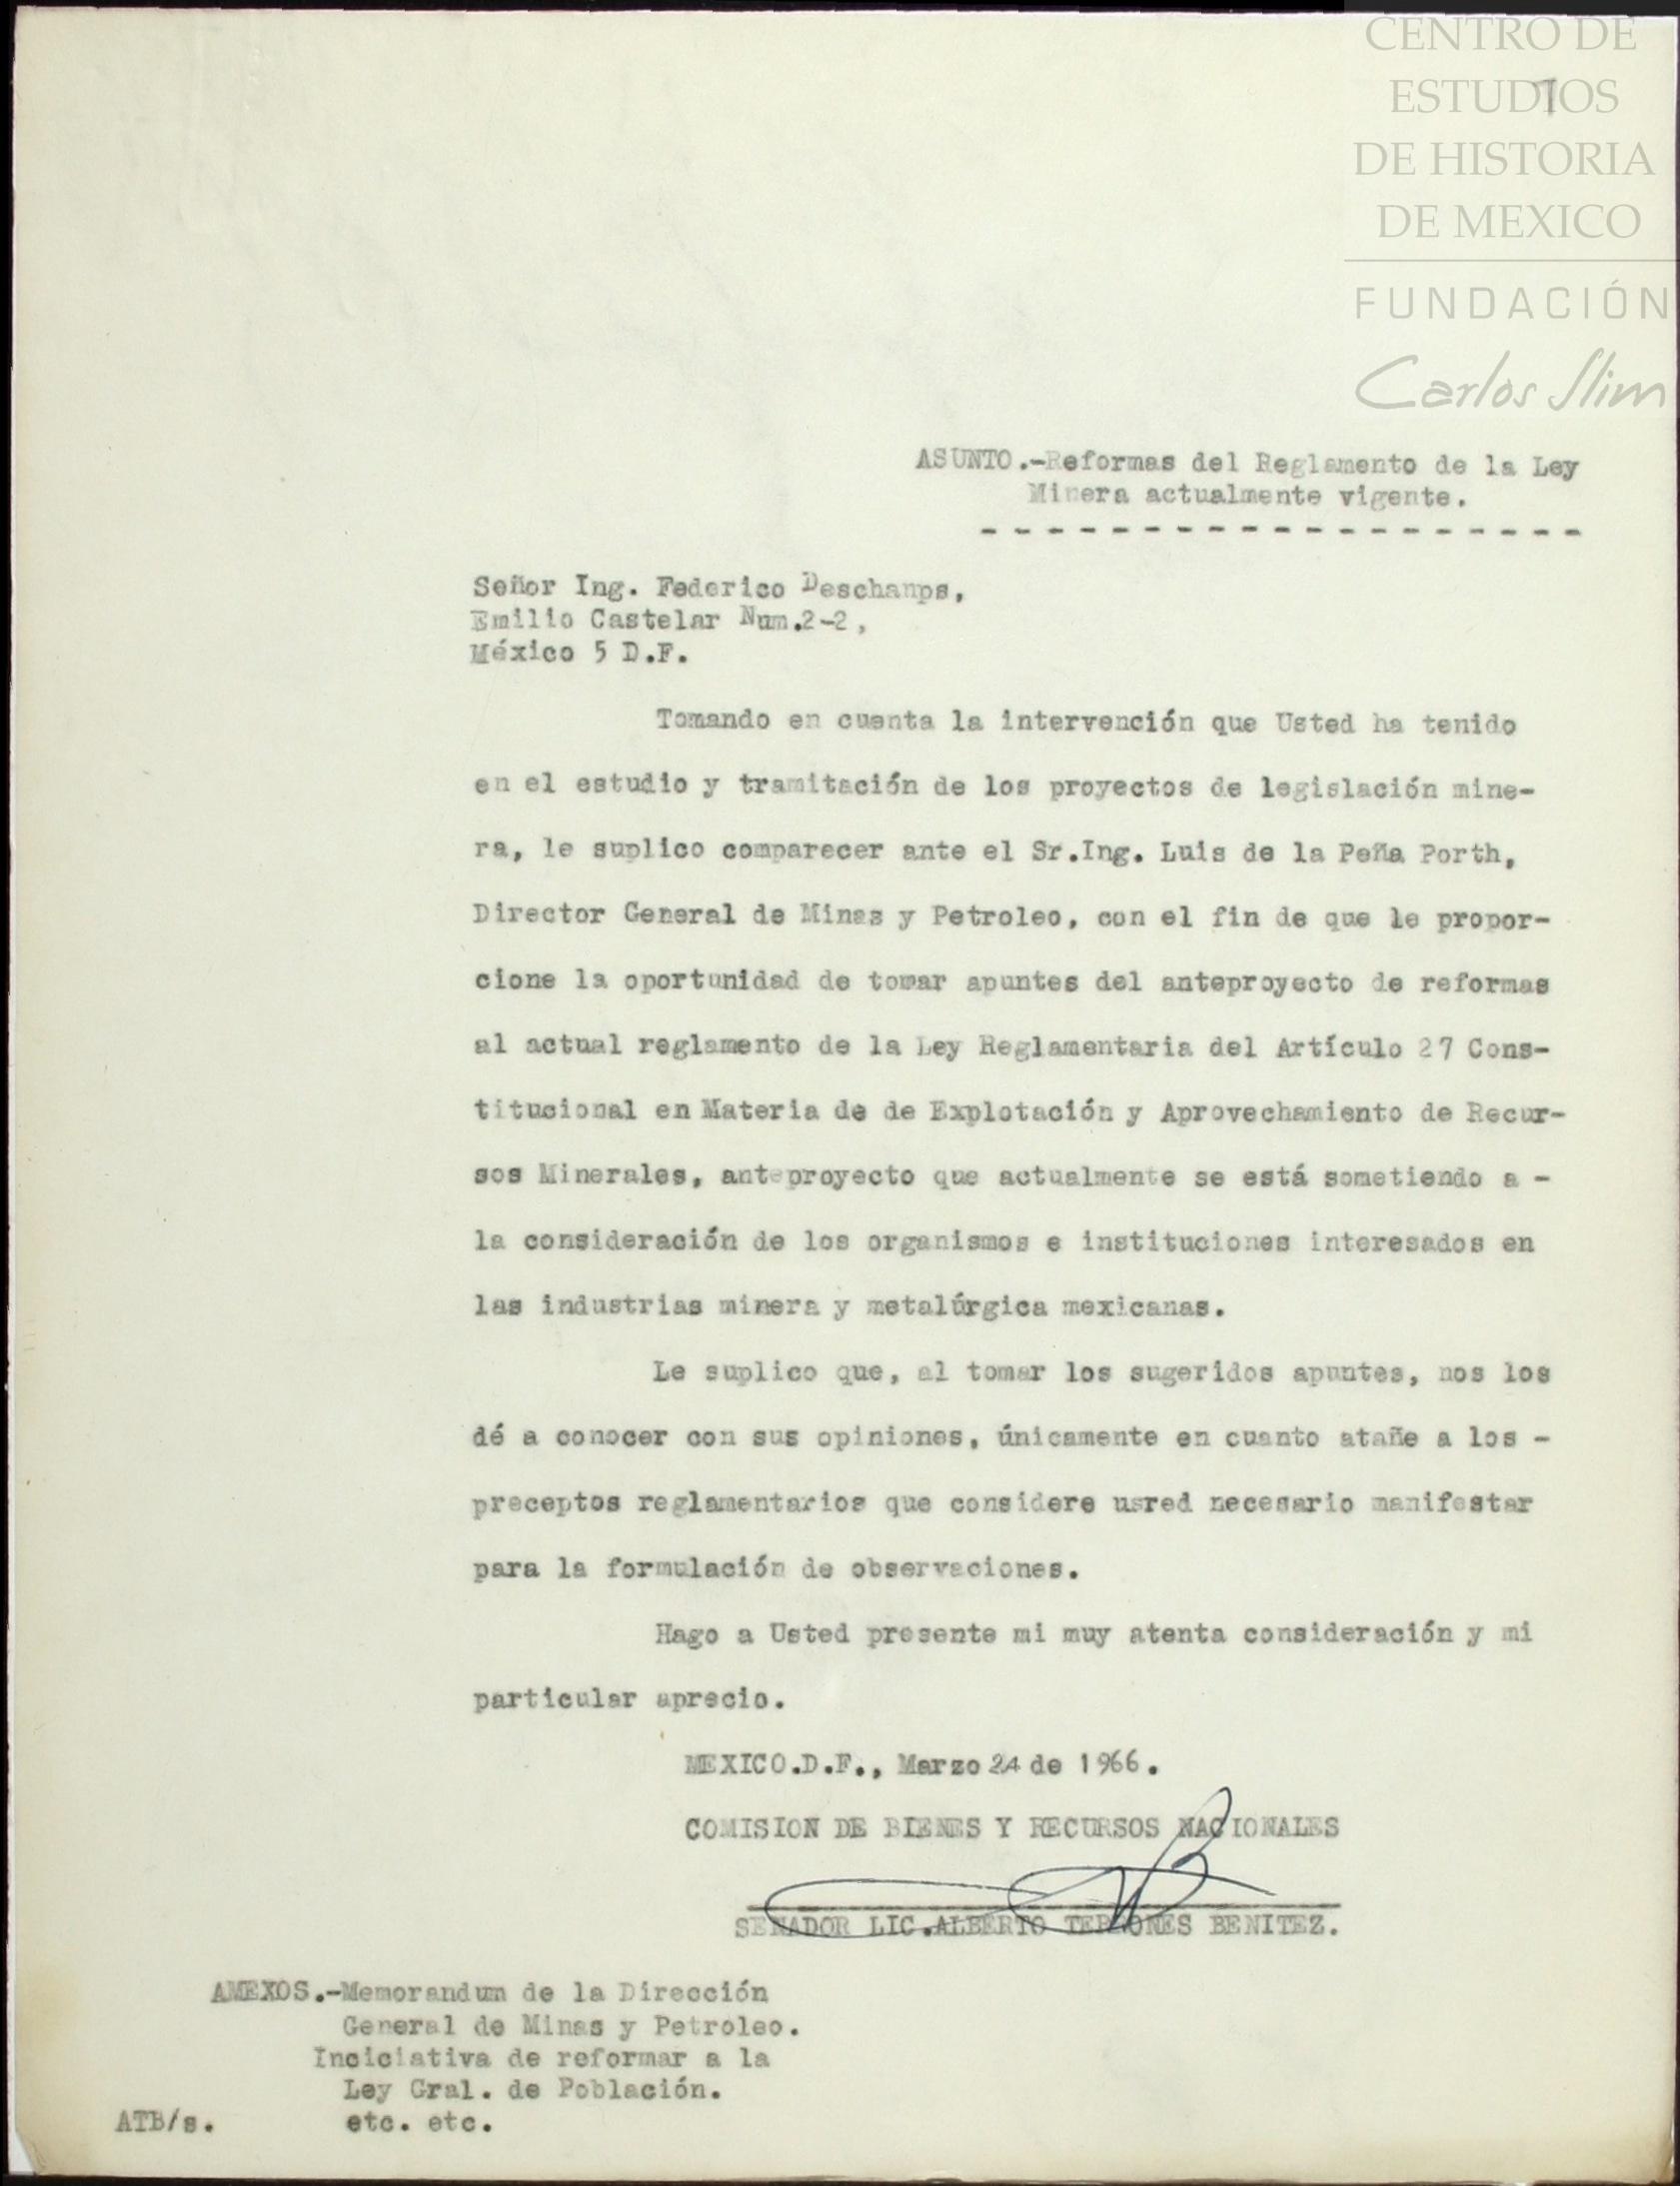 CENTRO DE
ESTUDIOS
DE HISTORIA
DE MEXICO
FUNDACIÓN
Carlos Slim
1
ASUNTO.-Reformas del Reglamento de la Ley
Minera actualmente vigente.
- - - - - - - - - - - - - - - - - - -
Señor Ing. Federico Deschamps,
Emilio Castelar Num.2-2,
México 5 D.F.
Tomando en cuenta la intervención que Usted ha tenido
en el estudio y tramitación de los proyectos de legislación mine-
ra, le suplico comparecer ante el Sr.Ing. Luis de la Peña Porth,
Director General de Minas y Petroleo, con el fin de que le propor-
cione la oportunidad de tomar apuntes del anteproyecto de reformas
al actual reglamento de la Ley Reglamentaria del Artículo 27 Cons-
titucional en Materia de de Explotación y Aprovechamiento de Recur-
sos Minerales, anteproyecto que actualmente se está sometiendo a -
la consideración de los organismos e instituciones interesados en
las industrias minera y metalúrgica mexicanas.
Le suplico que, al tomar los sugeridos apuntes, nos los
dé a conocer con sus opiniones, únicamente en cuanto atañe a los -
preceptos reglamentarios que considere usred necesario manifestar
para la formulación de observaciones.
Hago a Usted presente mi muy atenta consideración y mi
particular aprecio.
MEXICO.D.F., Marzo 24 de 1966.
COMISION DE BIENES Y RECURSOS NACIONALES
SENADOR LIC.ALBERTO TERRONES BENITEZ.
AMEXOS.-Memorandum de la Dirección
General de Minas y Petroleo.
Inciciativa de reformar a la
Ley Gral. de Población.
ATB/s. etc. etc.